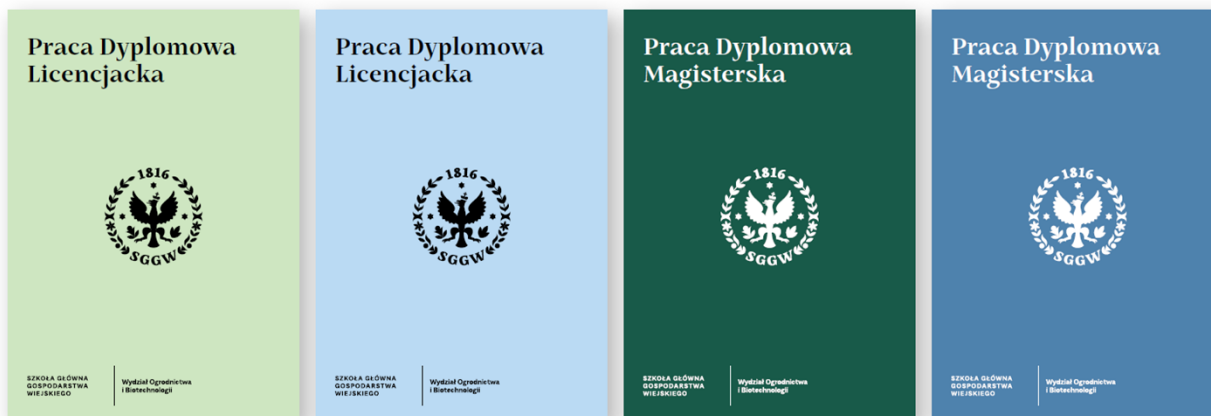 Praca Dyplomowa
Licencjacka
1816
SGGW
SZKOŁA GŁÓWNA
GOSPODARSTWA
WIEJSKIEGO
Wydział Ogrodnictwa
i Biotechnologii
Praca Dyplomowa
Licencjacka
1816
SGGW
SZKOŁA GŁÓWNA
GOSPODARSTWA
WIEJSKIEGO
Wydział Ogrodnictwa
i Biotechnologii
Praca Dyplomowa
Magisterska
1816
SGGW
SZKOŁA GŁÓWNA
GOSPODARSTWA
WIEJSKIEGO
Wydział Ogrodnictwa
i Biotechnologii
Praca Dyplomowa
Magisterska
1816
SGGW
SZKOŁA GŁÓWNA
GOSPODARSTWA
WIEJSKIEGO
Wydział Ogrodnictwa
i Biotechnologii